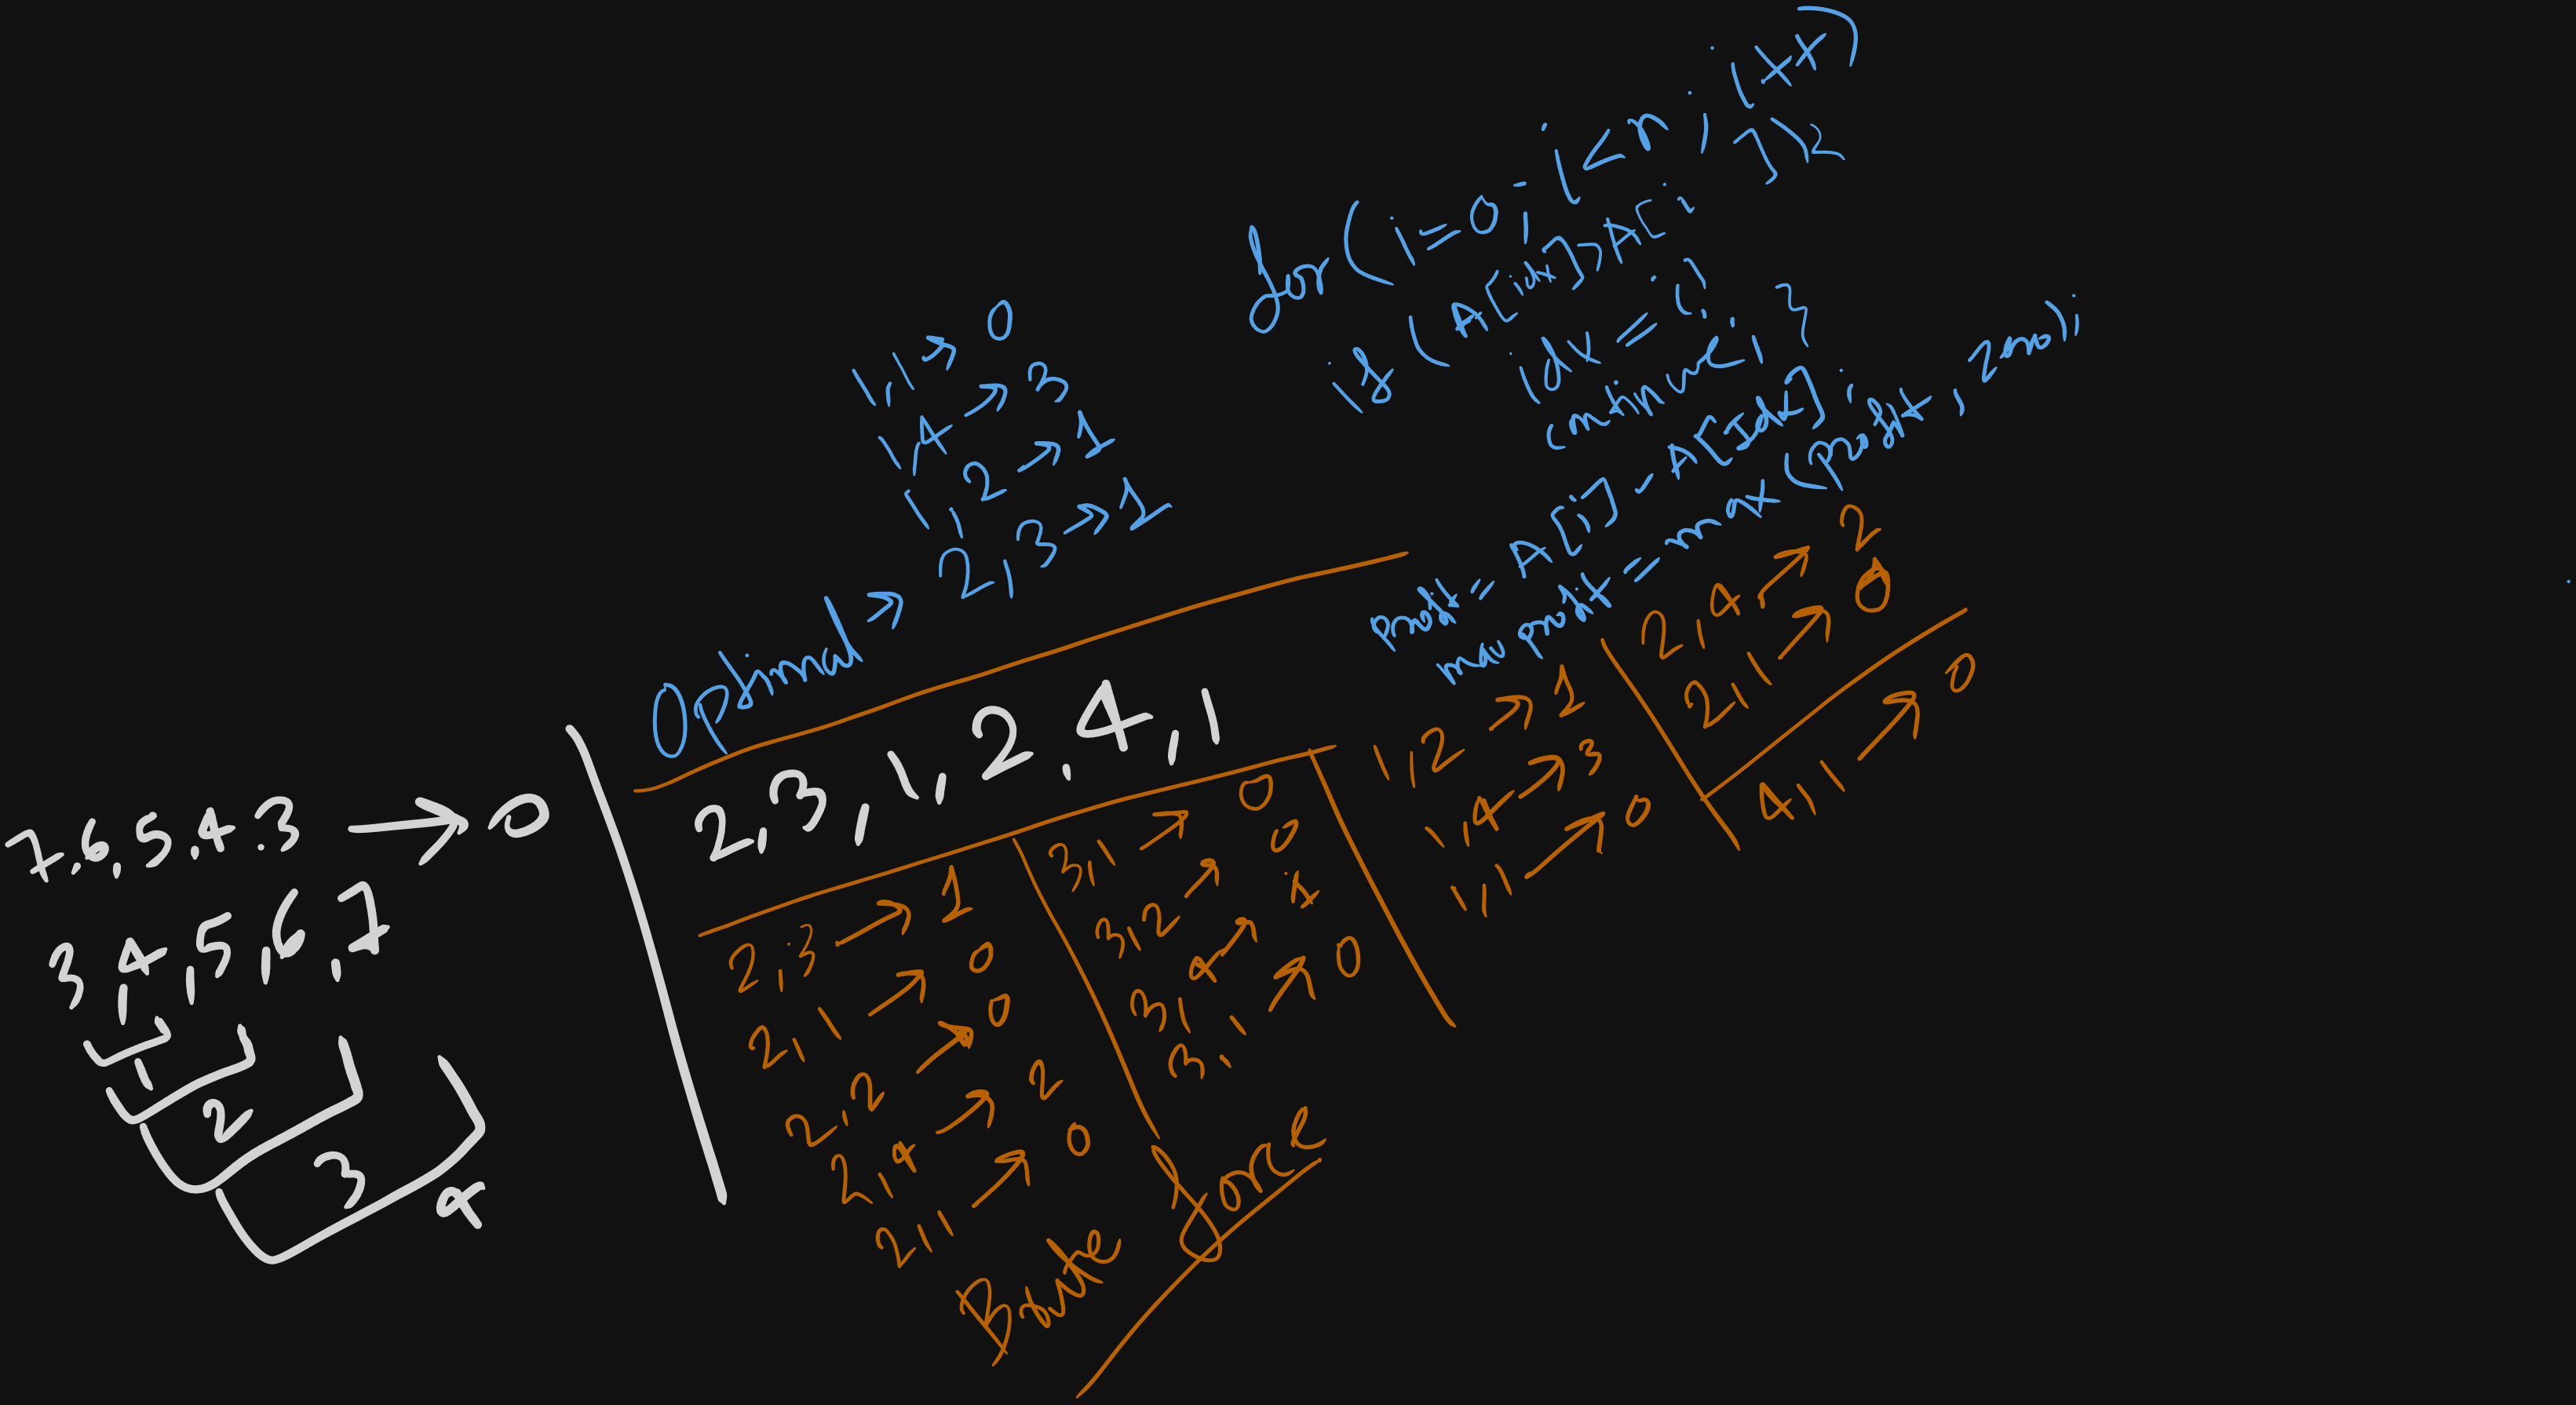 7,6,5,4.3 → 0
3,4,5,6,7
1
2
3
4
Optimal → 2,3 → 1
1,2 → 1
1,4 → 3
1,1 → 0
for(i=0; i<n; i++)
if (A[idx]>A[i]){
idx = i;
continue; }
Profit = A[i] - A[Idx];
max profit = max(profit, zero);
2,3,1,2,4,1
2,3 → 1
2,1 → 0
2,2 → 0
2,4 → 2
2,1 → 0
3,1 → 0
3,2 → 0
3,4 → 1
3,1 → 0
1,2 → 1
1,4 → 3
1,1 → 0
2,4 → 2
2,1 → 0
4,1 → 0
Brute force